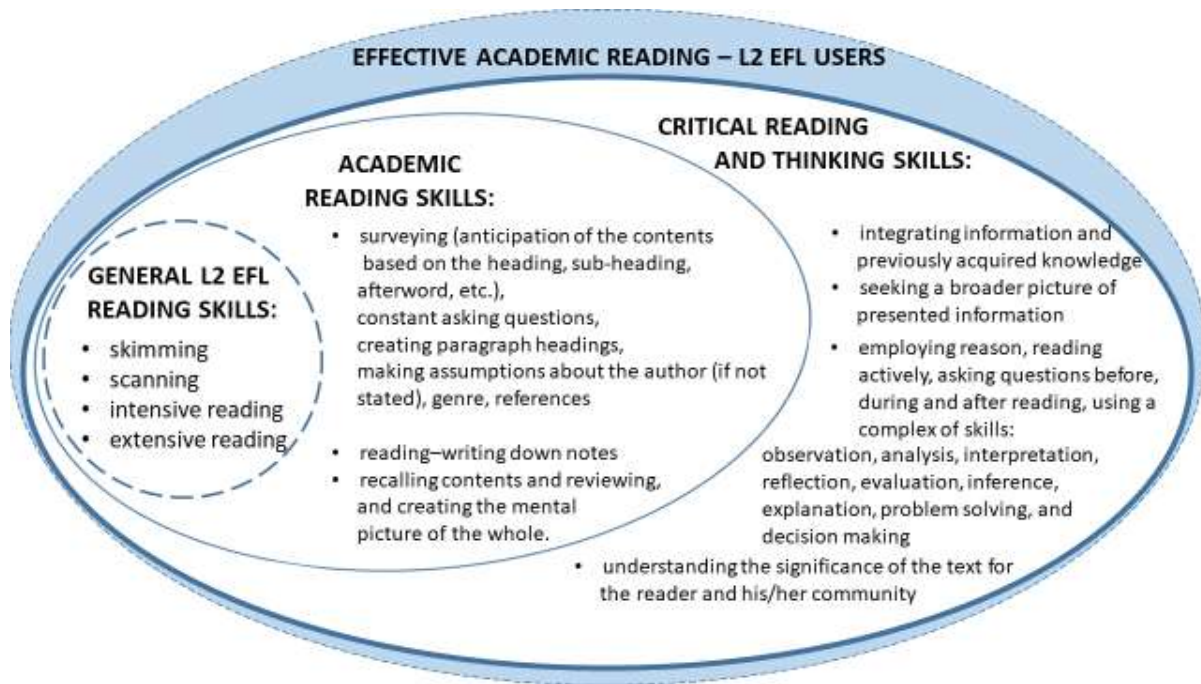 EFFECTIVE ACADEMIC READING – L2 EFL USERS
CRITICAL READING
AND THINKING SKILLS:
ACADEMIC
READING SKILLS:
GENERAL L2 EFL
READING SKILLS:
• skimming
• scanning
• intensive reading
• extensive reading
• surveying (anticipation of the contents
based on the heading, sub-heading,
afterword, etc.),
constant asking questions,
creating paragraph headings,
making assumptions about the author (if not
stated), genre, references
• reading–writing down notes
• recalling contents and reviewing,
and creating the mental
picture of the whole.
• integrating information and
previously acquired knowledge
• seeking a broader picture of
presented information
• employing reason, reading
actively, asking questions before,
during and after reading, using a
complex of skills:
observation, analysis, interpretation,
reflection, evaluation, inference,
explanation, problem solving, and
decision making
• understanding the significance of the text for
the reader and his/her community